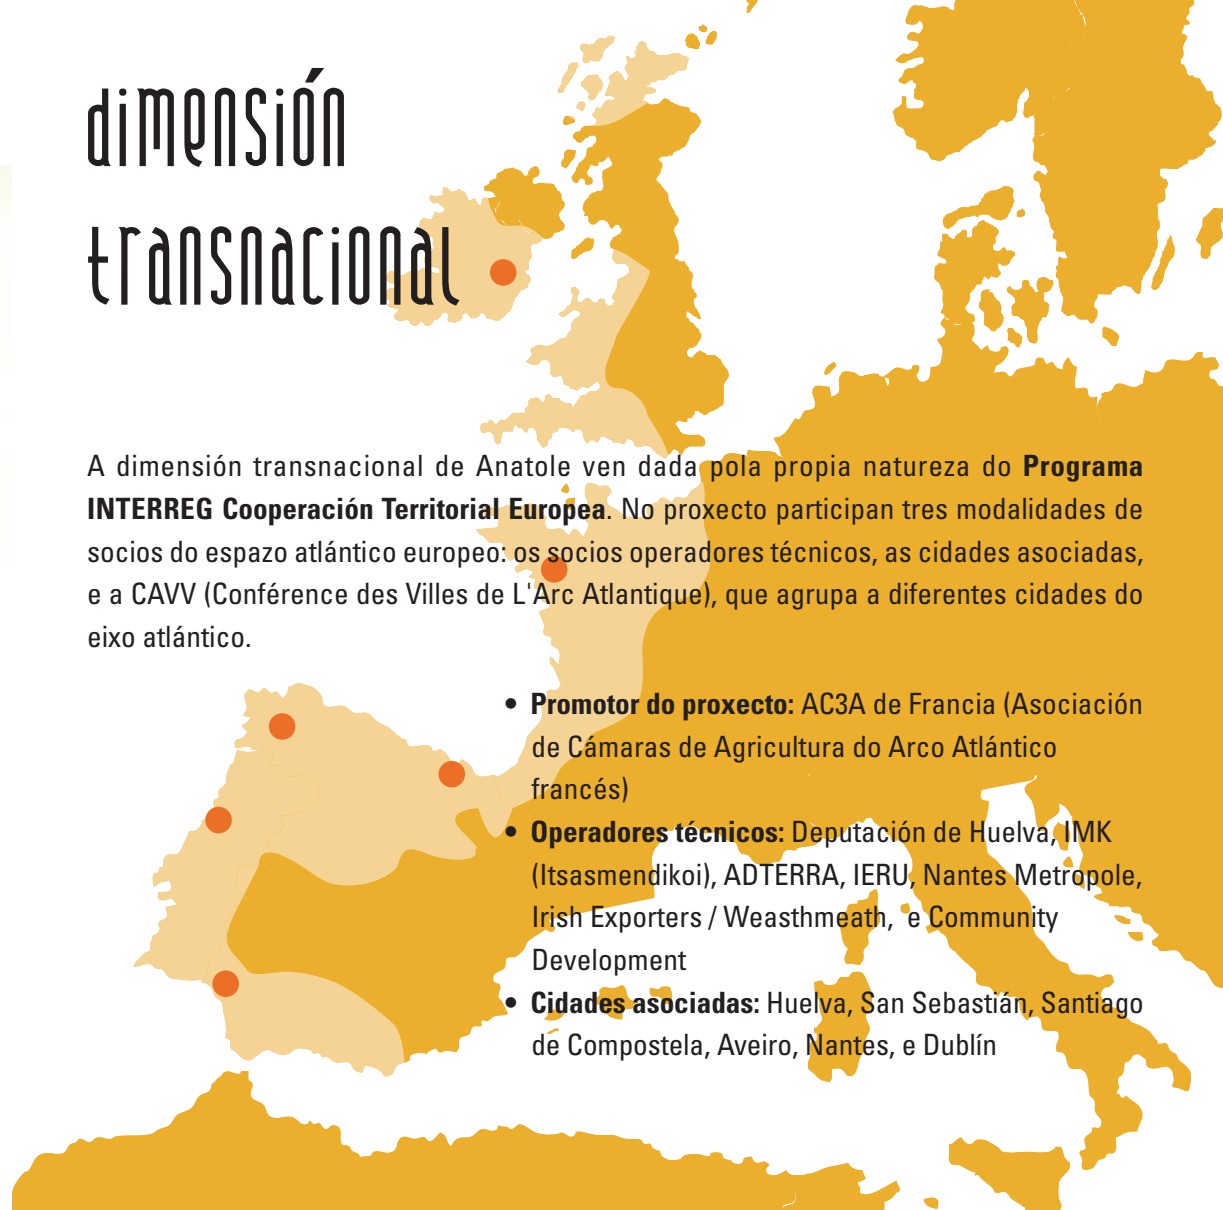 dimensión
transnacional
A dimensión transnacional de Anatole ven dada pola propia natureza do Programa
INTERREG Cooperación Territorial Europea. No proxecto participan tres modalidades de
socios do espazo atlántico europeo: os socios operadores técnicos, as cidades asociadas,
e a CAVV (Conférence des Villes de L'Arc Atlantique), que agrupa a diferentes cidades do
eixo atlántico.
• Promotor do proxecto: AC3A de Francia (Asociación
de Cámaras de Agricultura do Arco Atlántico
francés)
• Operadores técnicos: Deputación de Huelva, IMK
(Itsasmendikoi), ADTERRA, IERU, Nantes Metropole,
Irish Exporters / Weasthmeath, e Community
Development
• Cidades asociadas: Huelva, San Sebastián, Santiago
de Compostela, Aveiro, Nantes, e Dublín